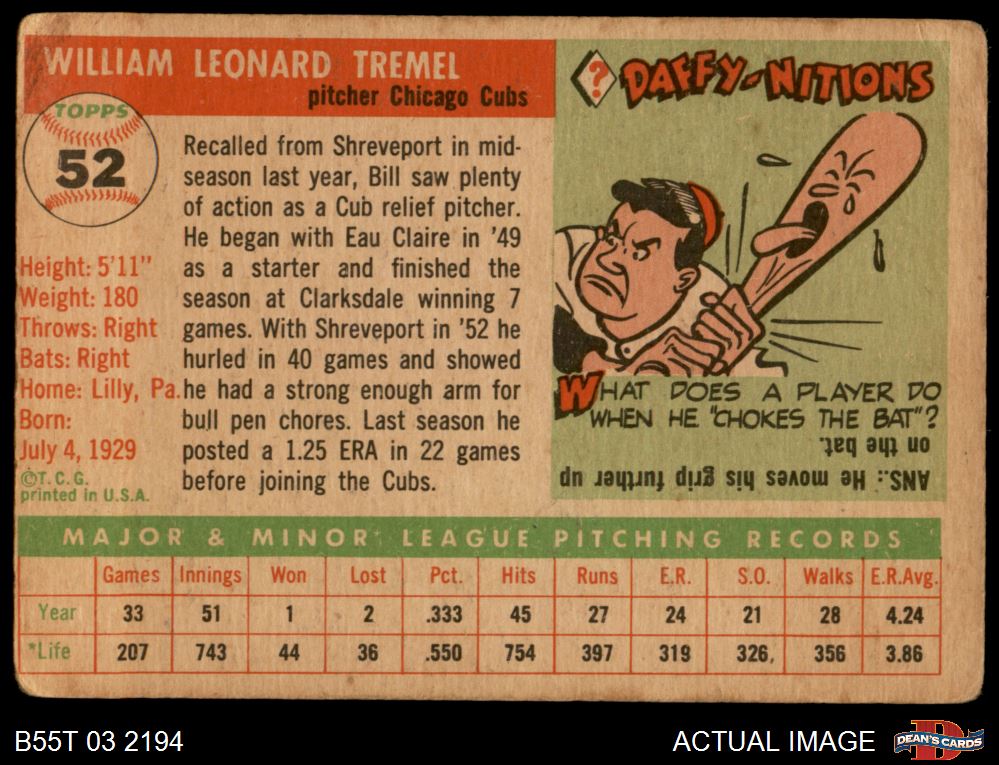 WILLIAM LEONARD TREMEL
pitcher Chicago Cubs
TOPPS
52
Height: 5'11"
Weight: 180
Throws: Right
Bats: Right
Home: Lilly, Pa.
Born:
July 4, 1929
©T.C.G.
printed in U.S.A.
Recalled from Shreveport in mid-
season last year, Bill saw plenty
of action as a Cub relief pitcher.
He began with Eau Claire in '49
as a starter and finished the
season at Clarksdale winning 7
games. With Shreveport in '52 he
hurled in 40 games and showed
he had a strong enough arm for
bull pen chores. Last season he
posted a 1.25 ERA in 22 games
before joining the Cubs.
? DAFFY-NITIONS
WHAT DOES A PLAYER DO
WHEN HE "CHOKES THE BAT"?
ANS.: He moves his grip further up
on the bat.
MAJOR & MINOR LEAGUE PITCHING RECORDS
Games Innings Won Lost Pct. Hits Runs E.R. S.O. Walks E.R.Avg.
Year 33 51 1 2 .333 45 27 24 21 28 4.24
*Life 207 743 44 36 .550 754 397 319 326. 356 3.86
B55T 03 2194
ACTUAL IMAGE
D
DEAN'S CARDS